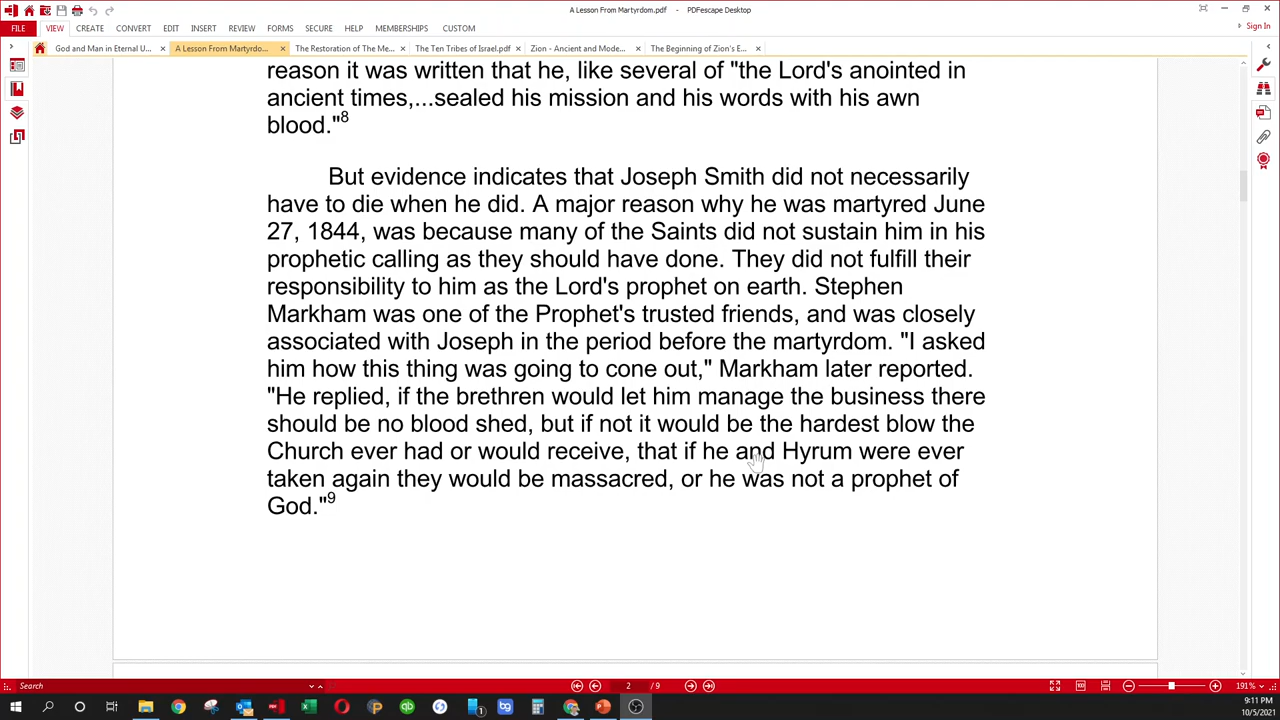 A Lesson From Martyrdom.pdf - PDFescape Desktop
FILE VIEW CREATE CONVERT EDIT INSERT REVIEW FORMS SECURE HELP MEMBERSHIPS CUSTOM Sign In
God and Man in Eternal U... A Lesson From Martyrdo... The Restoration of The Me... The Ten Tribes of Israel.pdf Zion - Ancient and Mode... The Beginning of Zion's E...
reason it was written that he, like several of "the Lord's anointed in
ancient times,...sealed his mission and his words with his awn
blood."8
But evidence indicates that Joseph Smith did not necessarily
have to die when he did. A major reason why he was martyred June
27, 1844, was because many of the Saints did not sustain him in his
prophetic calling as they should have done. They did not fulfill their
responsibility to him as the Lord's prophet on earth. Stephen
Markham was one of the Prophet's trusted friends, and was closely
associated with Joseph in the period before the martyrdom. "I asked
him how this thing was going to cone out," Markham later reported.
"He replied, if the brethren would let him manage the business there
should be no blood shed, but if not it would be the hardest blow the
Church ever had or would receive, that if he and Hyrum were ever
taken again they would be massacred, or he was not a prophet of
God."9
Search 2 / 9 191%
9:11 PM
10/5/2021